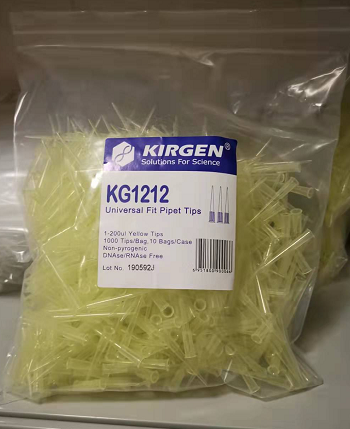 KIRGEN®
Solutions For Science
KG1212
Universal Fit Pipet Tips
1-200ul Yellow Tips
1000 Tips/Bag,10 Bags/Case
Non-pyrogenic
DNAse/RNAse Free
Lot No. 190592J